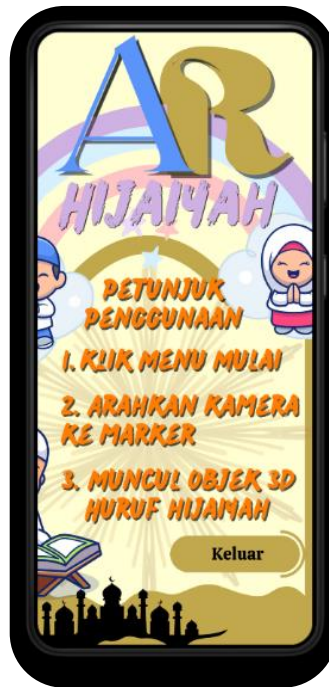 AR
HIJAIYAH
PETUNJUK
PENGGUNAAN
1. KLIK MENU MULAI
2. ARAHKAN KAMERA
KE MARKER
3. MUNCUL OBJEK 3D
HURUF HIJAIYAH
Keluar